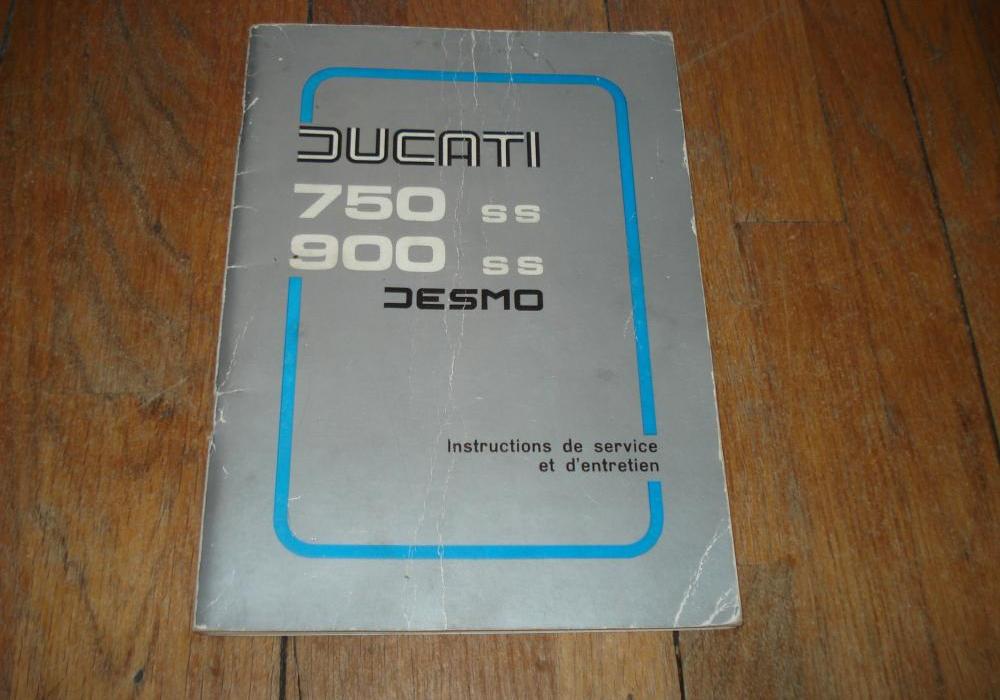 DUCATI
750 SS
900 SS
DESMO
Instructions de service
et d'entretien